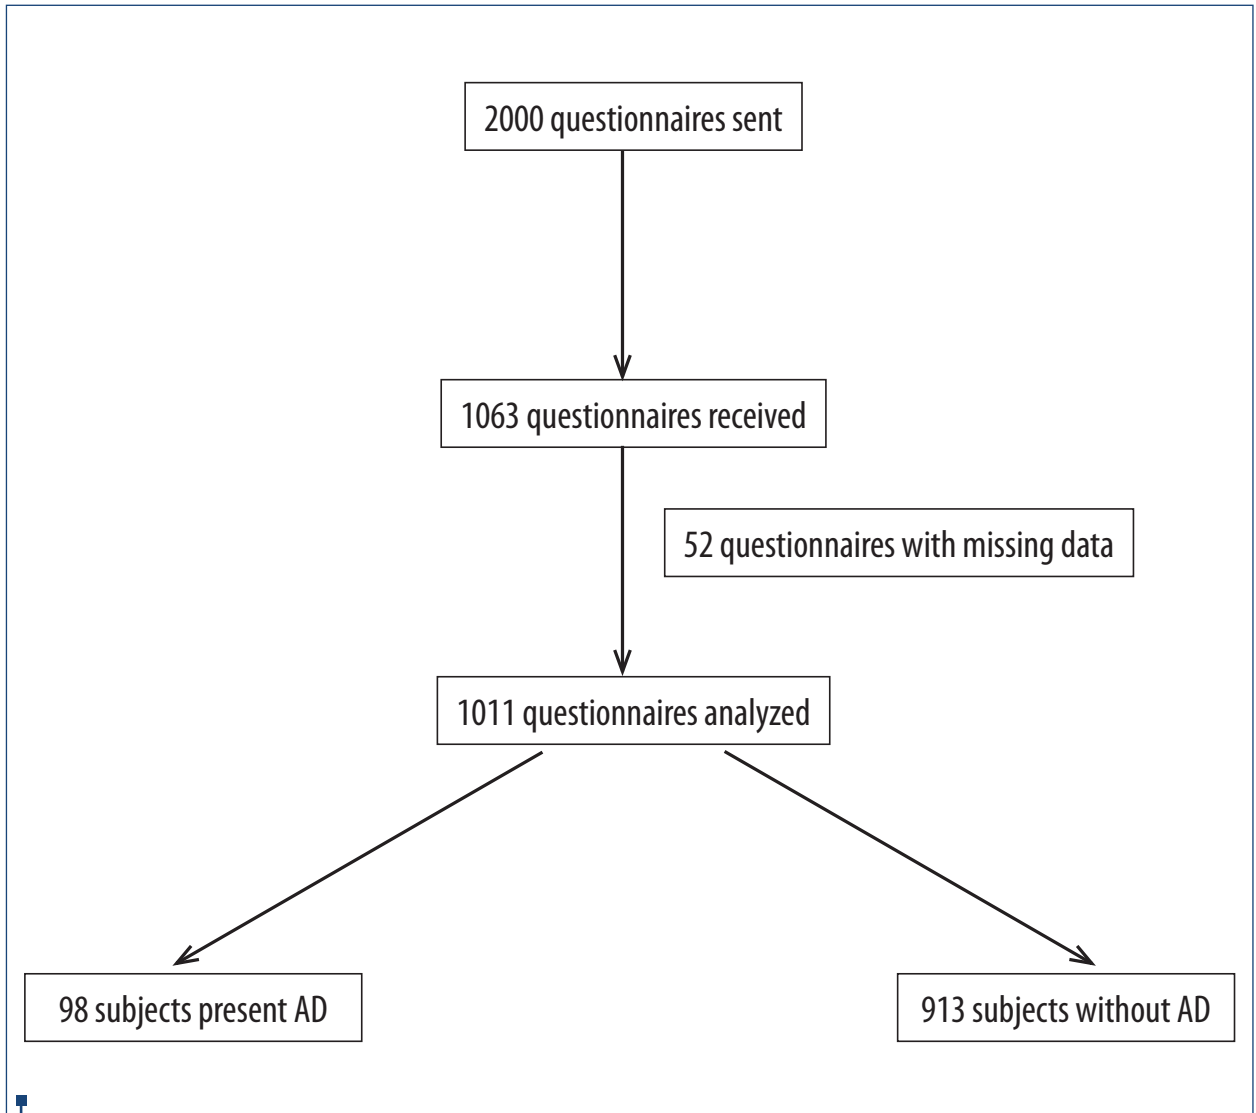 2000 questionnaires sent
1063 questionnaires received
52 questionnaires with missing data
1011 questionnaires analyzed
98 subjects present AD
913 subjects without AD